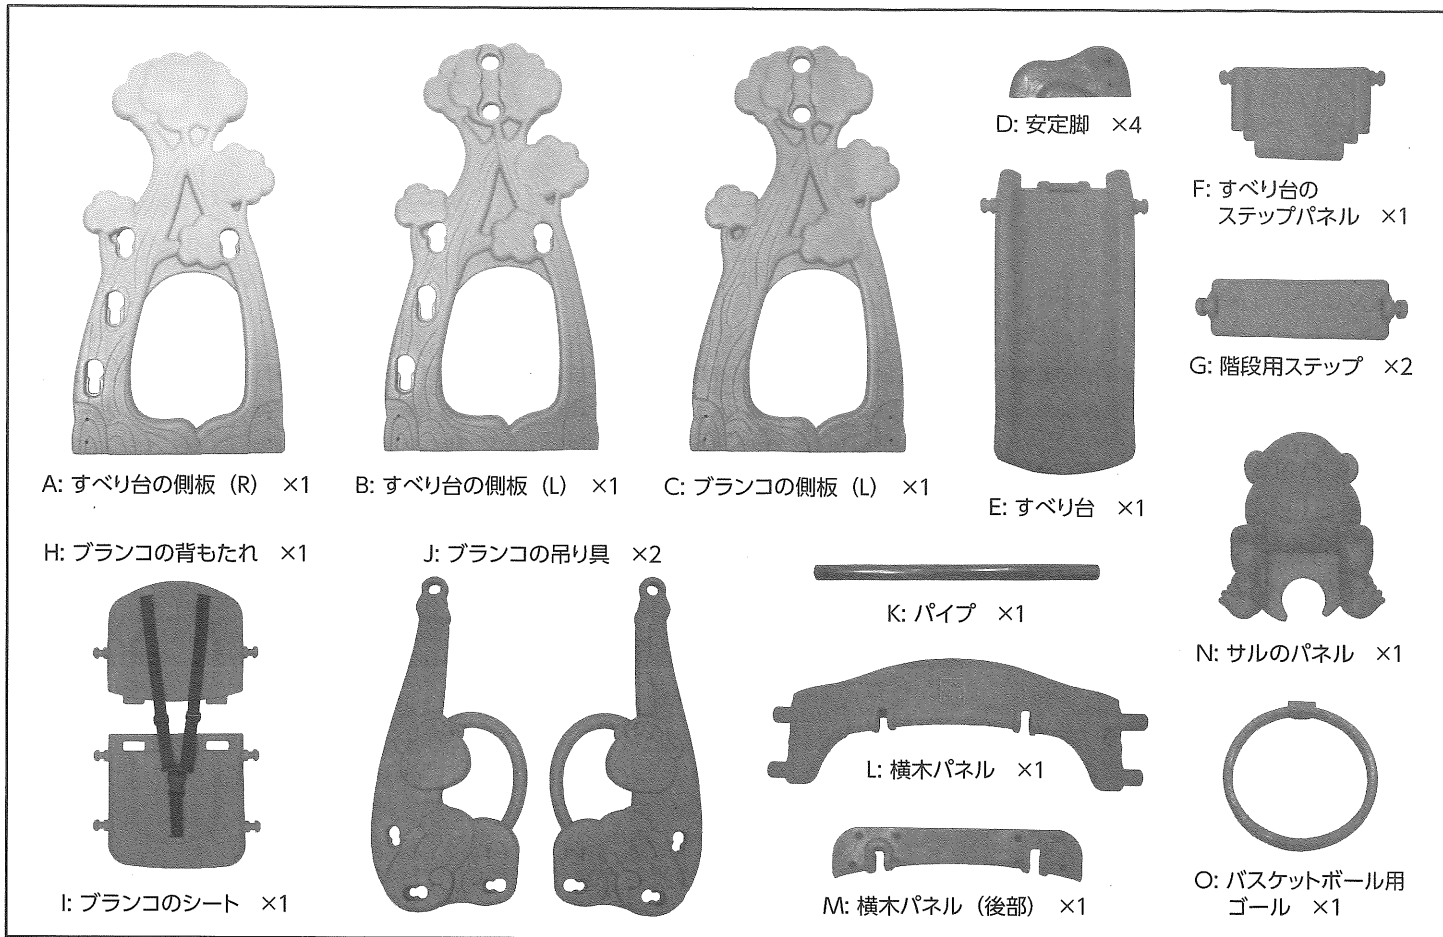 A: すべり台の側板（R） ×1
B: すべり台の側板（L） ×1
C: ブランコの側板（L） ×1
D: 安定脚 ×4
E: すべり台 ×1
F: すべり台の
ステップパネル ×1
G: 階段用ステップ ×2
H: ブランコの背もたれ ×1
I: ブランコのシート ×1
J: ブランコの吊り具 ×2
K: パイプ ×1
L: 横木パネル ×1
M: 横木パネル（後部） ×1
N: サルのパネル ×1
O: バスケットボール用
ゴール ×1